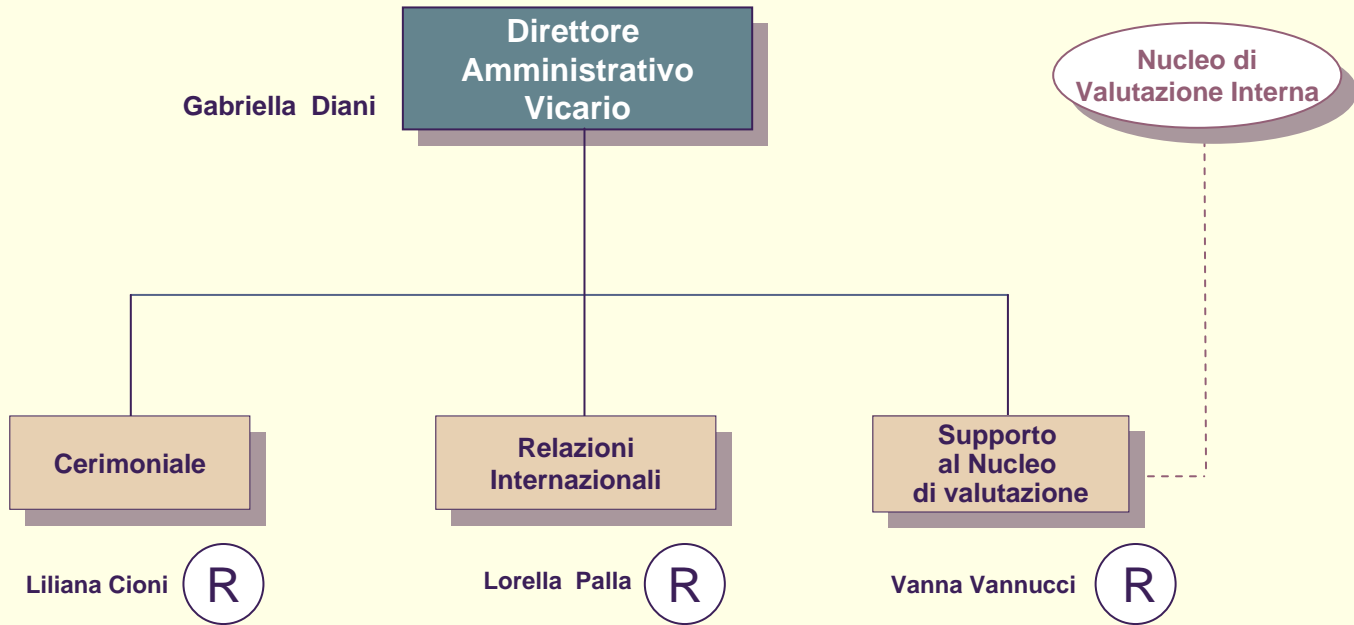 Direttore
Amministrativo
Vicario
Gabriella Diani
Nucleo di
Valutazione Interna
Cerimoniale
Relazioni
Internazionali
Supporto
al Nucleo
di valutazione
Liliana Cioni R
Lorella Palla R
Vanna Vannucci R